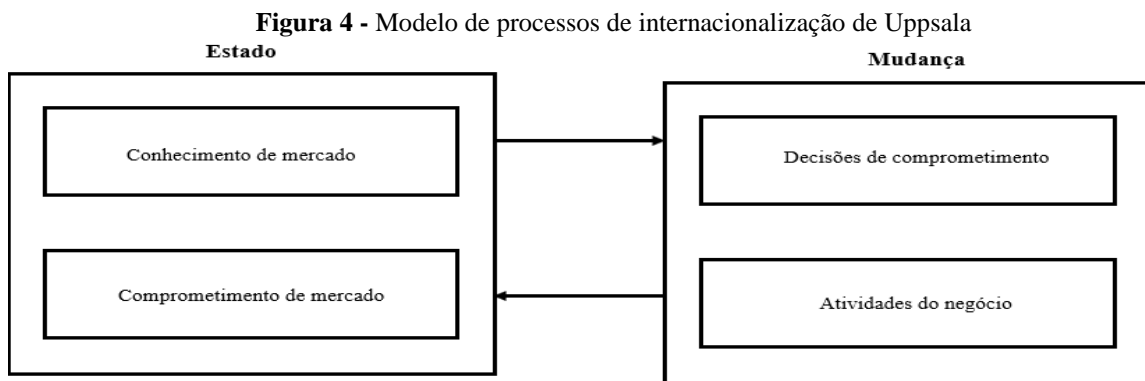 Figura 4 - Modelo de processos de internacionalização de Uppsala
Estado
Mudança
Conhecimento de mercado
Decisões de comprometimento
Comprometimento de mercado
Atividades do negócio